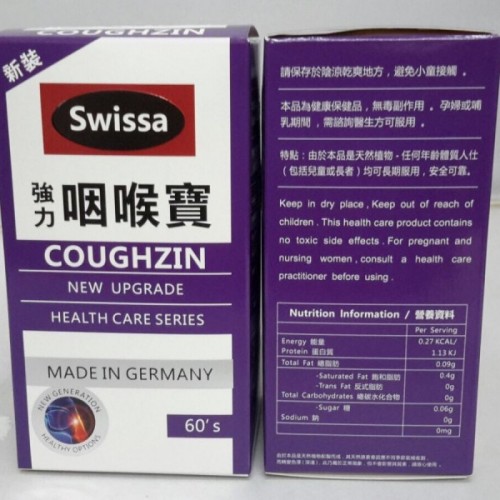 新裝
Swissa
強力
咽喉寶
COUGHZIN
NEW UPGRADE
HEALTH CARE SERIES
MADE IN GERMANY
NEW GENERATION
HEALTHY OPTIONS
60's
請保存於陰涼乾爽地方，避免小童接觸。
本品為健康保健品，無毒副作用。孕婦或哺
乳期間，需諮詢醫生方可服用。
特點：由於本品是天然植物，任何年齡體質人仕
（包括兒童或長者）均可長期服用，安全可靠。
Keep in dry place, Keep out of reach of
children. This health care product contains
no toxic side effects. For pregnant and
nursing women, consult a health care
practitioner before using.
Nutrition Information / 營養資料
Per Serving
Energy 能量 0.27 KCAL/
Protein 蛋白質 1.13 KJ
Total Fat 總脂肪 0.09g
-Saturated Fat 飽和脂肪 0.4g
-Trans Fat 反式脂肪 0g
Total Carbohydrates 總碳水化合物 0g
-Sugar 糖 0.06g
Sodium 鈉 0g
0mg